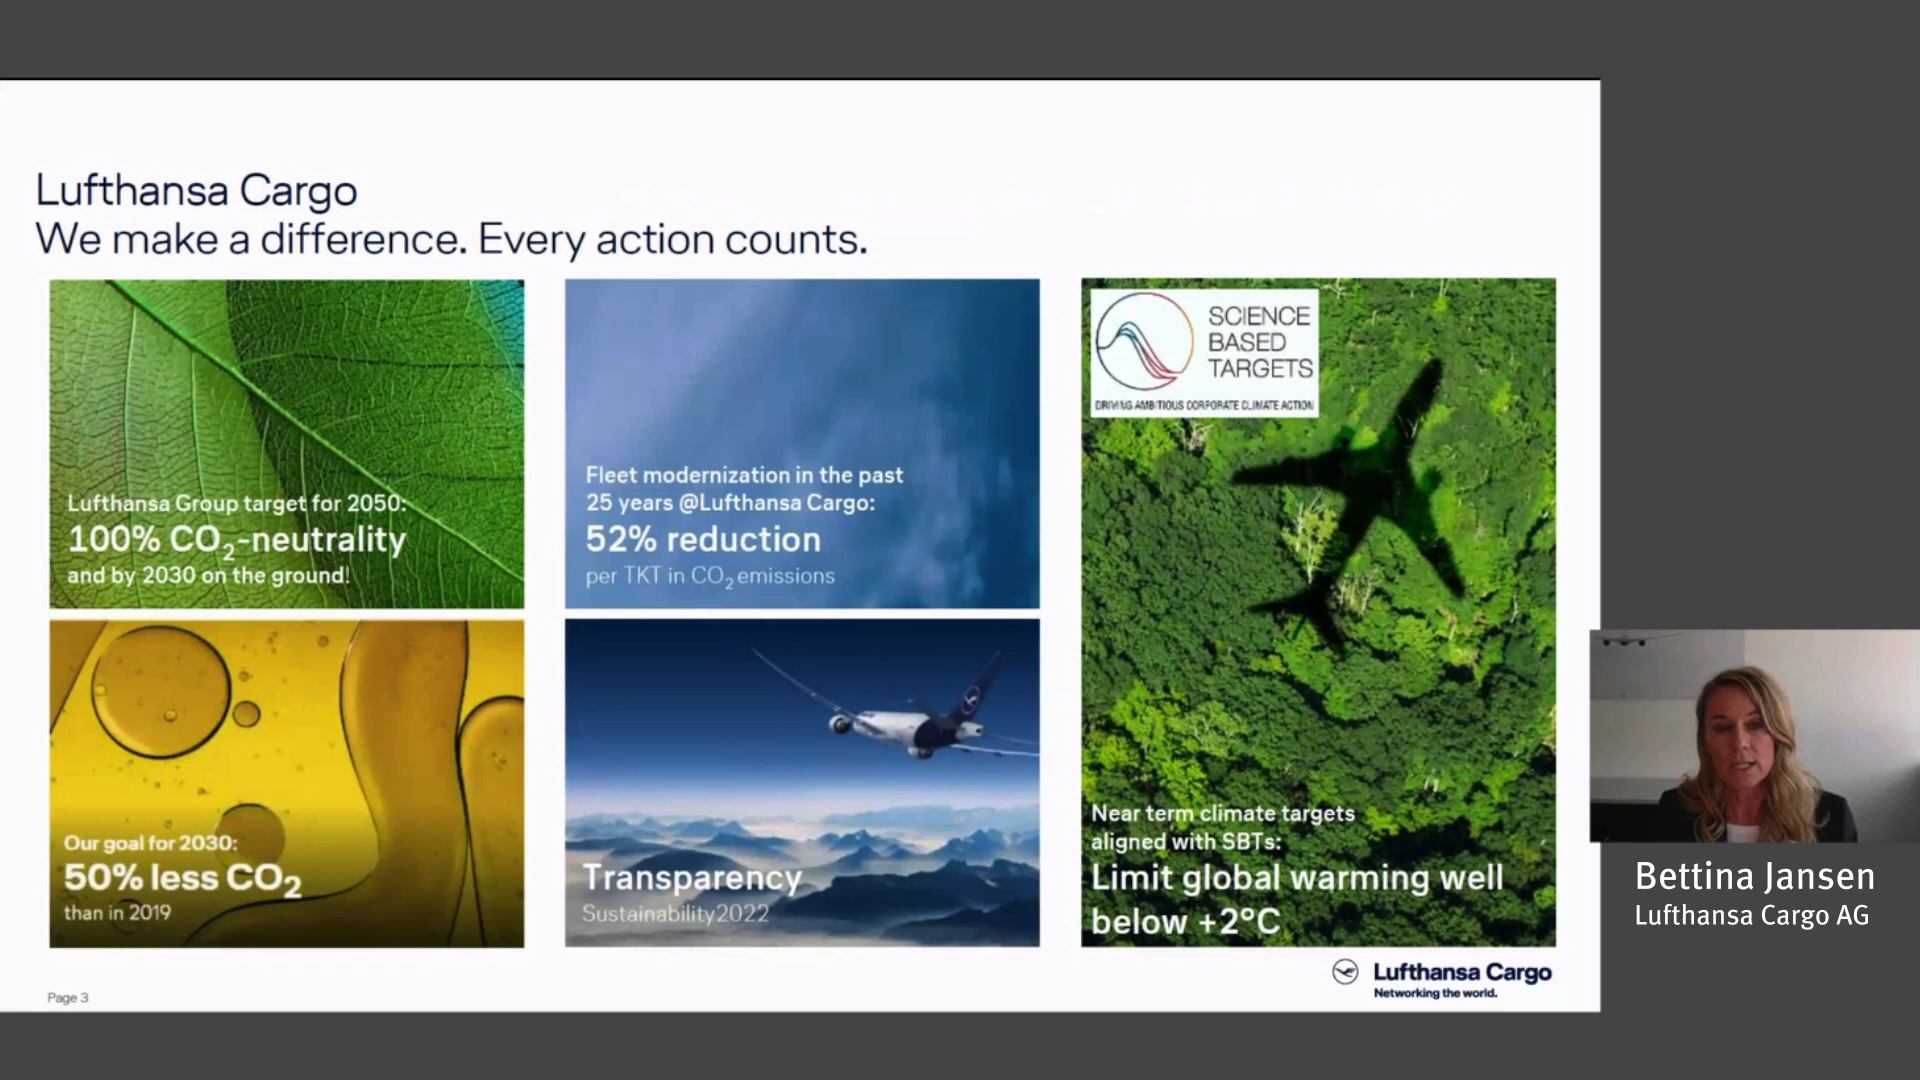 Lufthansa Cargo
We make a difference. Every action counts.
Lufthansa Group target for 2050:
100% CO₂-neutrality
and by 2030 on the ground!
Fleet modernization in the past
25 years @Lufthansa Cargo:
52% reduction
per TKT in CO₂ emissions
SCIENCE
BASED
TARGETS
DRIVING AMBITIOUS CORPORATE CLIMATE ACTION
Our goal for 2030:
50% less CO₂
than in 2019
Transparency
Sustainability2022
Near term climate targets
aligned with SBTs:
Limit global warming well
below +2°C
Bettina Jansen
Lufthansa Cargo AG
Lufthansa Cargo
Networking the world.
Page 3